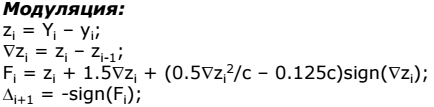 Модуляция:
zᵢ = Yᵢ – yᵢ;
∇zᵢ = zᵢ – zᵢ₋₁;
Fᵢ = zᵢ + 1.5∇zᵢ + (0.5∇zᵢ²/c – 0.125c)sign(∇zᵢ);
Δᵢ₊₁ = -sign(Fᵢ);